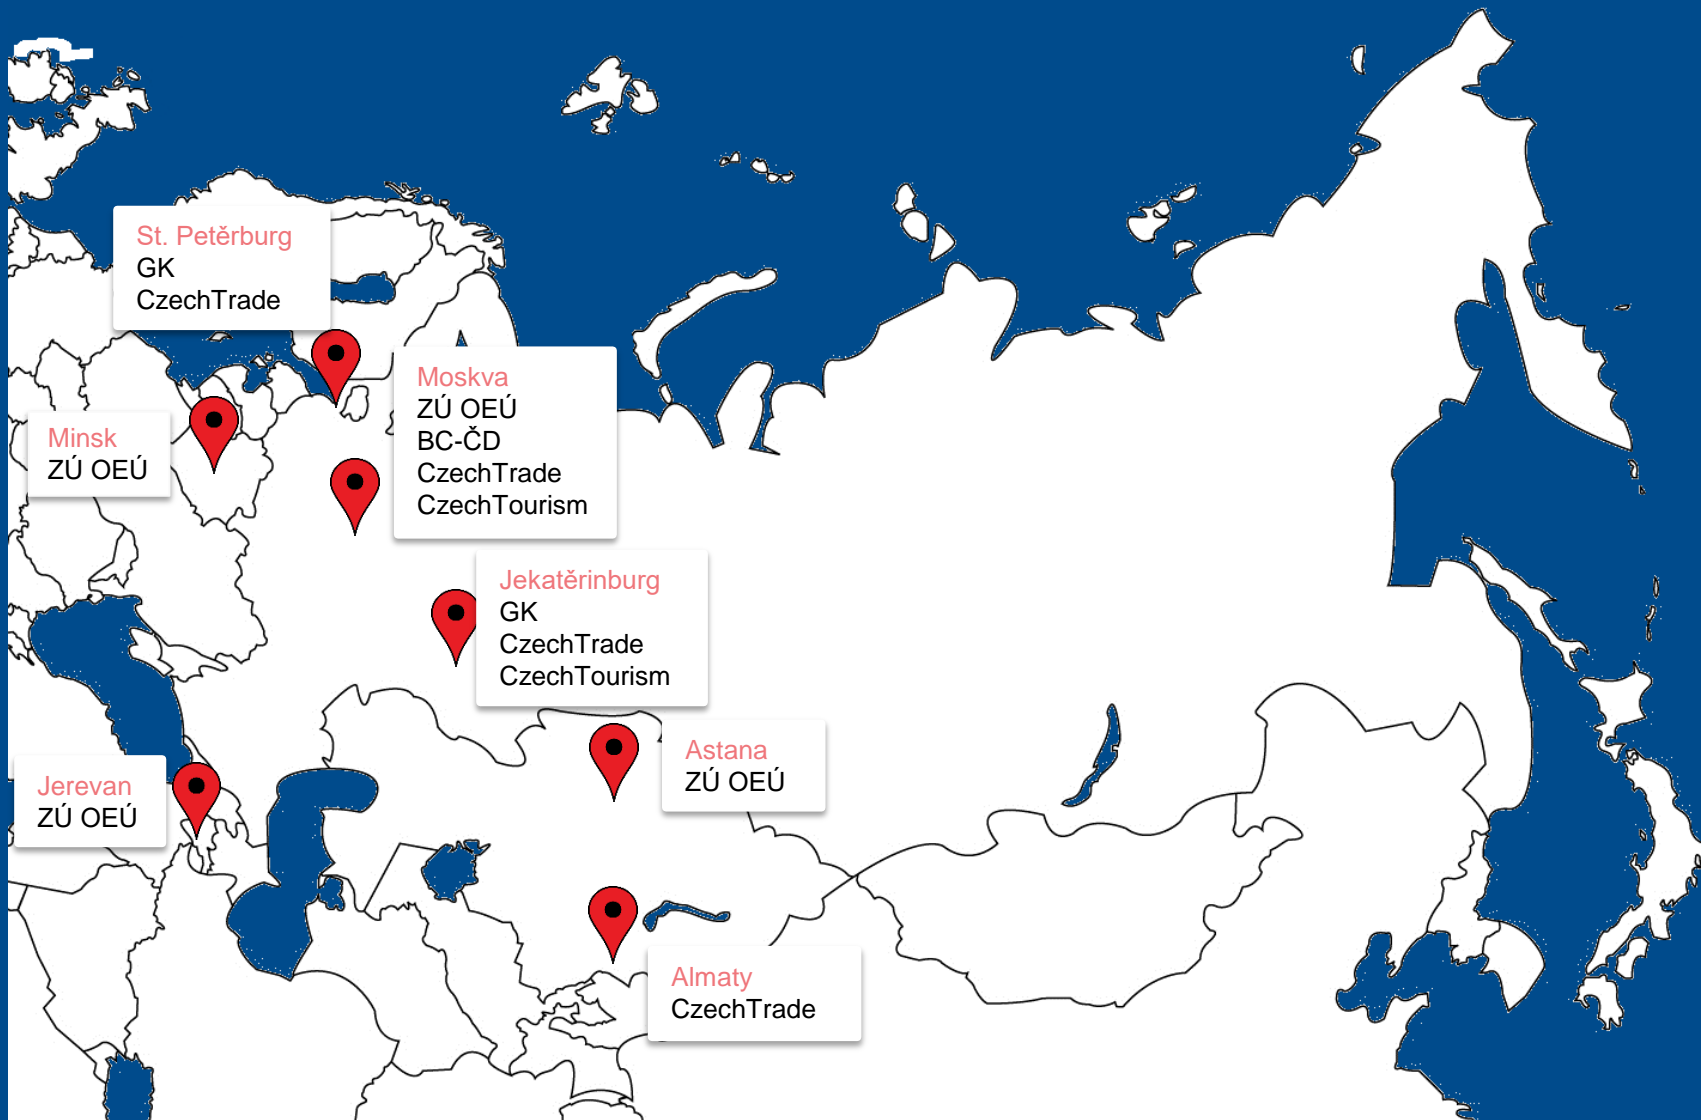 St. Petěrburg
GK
CzechTrade
Moskva
ZÚ OEÚ
BC-ČD
CzechTrade
CzechTourism
Minsk
ZÚ OEÚ
Jekatěrinburg
GK
CzechTrade
CzechTourism
Astana
ZÚ OEÚ
Jerevan
ZÚ OEÚ
Almaty
CzechTrade